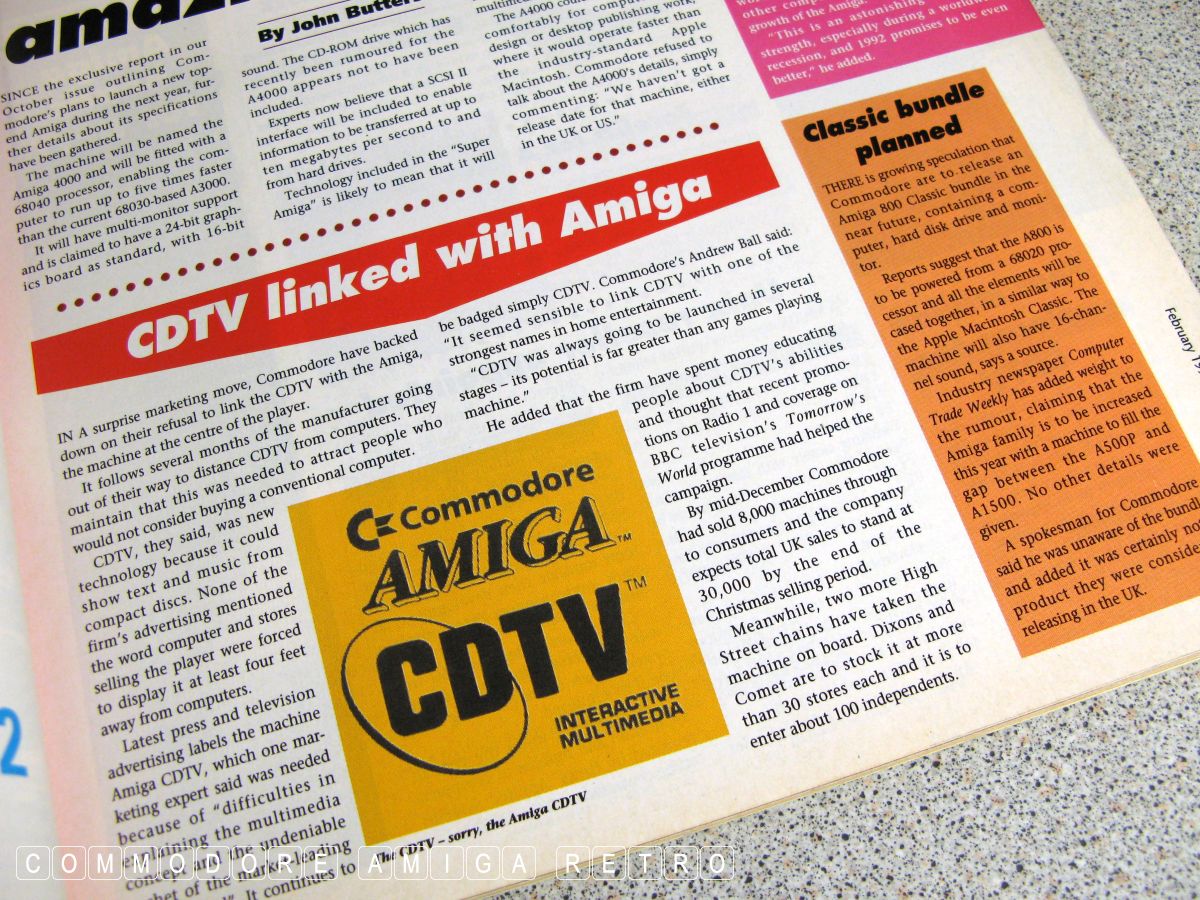 amaz
By John Butter
SINCE the exclusive report in our
October issue outlining Com-
modore's plans to launch a new top-
end Amiga during the next year, fur-
ther details about its specifications
have been gathered.
The machine will be named the
Amiga 4000 and will be fitted with a
68040 processor, enabling the com-
puter to run up to five times faster
than the current 68030-based A3000.
It will have multi-monitor support
and is claimed to have a 24-bit graph-
ics board as standard, with 16-bit
sound. The CD-ROM drive which has
recently been rumoured for the
A4000 appears not to have been
included.
Experts now believe that a SCSI II
interface will be included to enable
information to be transferred at up to
ten megabytes per second to and
from hard drives.
Technology included in the "Super
Amiga" is likely to mean that it will
The A4000 cou
comfortably for compu
design or desktop publishing work,
where it would operate faster than
the industry-standard Apple
Macintosh. Commodore refused to
talk about the A4000's details, simply
commenting: "We haven't got a
release date for that machine, either
in the UK or US."
other comp
growth of the Amiga.
"This is an astonishing
strength, especially during a worldw
recession, and 1992 promises to be even
better," he added.
CDTV linked with Amiga
IN A surprise marketing move, Commodore have backed
down on their refusal to link the CDTV with the Amiga,
the machine at the centre of the player.
It follows several months of the manufacturer going
out of their way to distance CDTV from computers. They
maintain that this was needed to attract people who
would not consider buying a conventional computer.
CDTV, they said, was new
technology because it could
show text and music from
compact discs. None of the
firm's advertising mentioned
the word computer and stores
selling the player were forced
to display it at least four feet
away from computers.
Latest press and television
advertising labels the machine
Amiga CDTV, which one mar-
keting expert said was needed
because of "difficulties in
explaining the multimedia
concept and the undeniable
het of the market-leading
". It continues to
be badged simply CDTV. Commodore's Andrew Ball said:
"It seemed sensible to link CDTV with one of the
strongest names in home entertainment.
"CDTV was always going to be launched in several
stages – its potential is far greater than any games playing
machine."
He added that the firm have spent money educating
people about CDTV's abilities
and thought that recent promo-
tions on Radio 1 and coverage on
BBC television's Tomorrow's
World programme had helped the
campaign.
By mid-December Commodore
had sold 8,000 machines through
to consumers and the company
expects total UK sales to stand at
30,000 by the end of the
Christmas selling period.
Meanwhile, two more High
Street chains have taken the
machine on board. Dixons and
Comet are to stock it at more
than 30 stores each and it is to
enter about 100 independents.
Commodore
AMIGA™
CDTV™
INTERACTIVE
MULTIMEDIA
The CDTV – sorry, the Amiga CDTV
Classic bundle
planned
THERE is growing speculation that
Commodore are to release an
Amiga 800 Classic bundle in the
near future, containing a com-
puter, hard disk drive and moni-
tor.
Reports suggest that the A800 is
to be powered from a 68020 pro-
cessor and all the elements will be
cased together, in a similar way to
the Apple Macintosh Classic. The
machine will also have 16-chan-
nel sound, says a source.
Industry newspaper Computer
Trade Weekly has added weight to
the rumour, claiming that the
Amiga family is to be increased
this year with a machine to fill the
gap between the A500P and
A1500. No other details were
given.
A spokesman for Commodore
said he was unaware of the bund
and added it was certainly no
product they were conside
releasing in the UK.
February
2
COMMODORE AMIGA RETRO